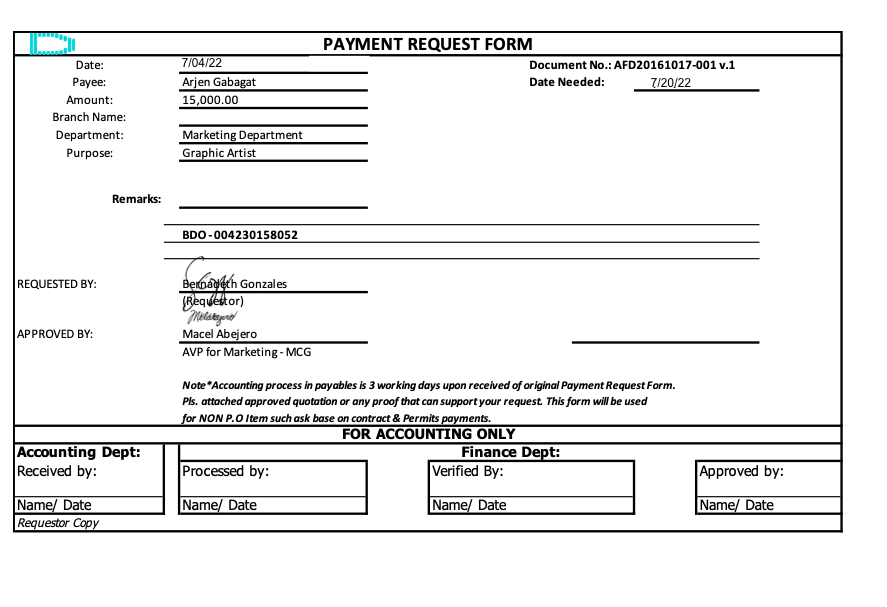 PAYMENT REQUEST FORM
Date: 7/04/22 Document No.: AFD20161017-001 v.1
Payee: Arjen Gabagat Date Needed: 7/20/22
Amount: 15,000.00
Branch Name:
Department: Marketing Department
Purpose: Graphic Artist
Remarks:
BDO - 004230158052
REQUESTED BY: Bernadeth Gonzales
(Requestor)
APPROVED BY: Macel Abejero
AVP for Marketing - MCG
Note*Accounting process in payables is 3 working days upon received of original Payment Request Form.
Pls. attached approved quotation or any proof that can support your request. This form will be used
for NON P.O Item such ask base on contract & Permits payments.
FOR ACCOUNTING ONLY
Accounting Dept: Finance Dept:
Received by: Processed by: Verified By: Approved by:
Name/ Date Name/ Date Name/ Date Name/ Date
Requestor Copy